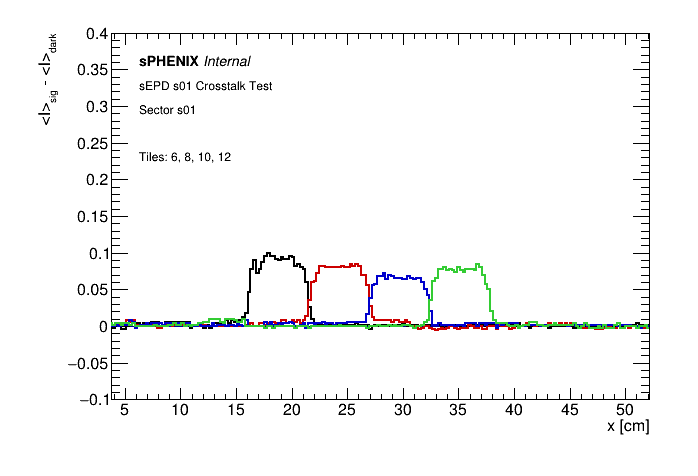 <I>sig - <I>dark
0.4
0.35
0.3
0.25
0.2
0.15
0.1
0.05
0
−0.05
−0.1
sPHENIX Internal
sEPD s01 Crosstalk Test
Sector s01
Tiles: 6, 8, 10, 12
5 10 15 20 25 30 35 40 45 50
x [cm]